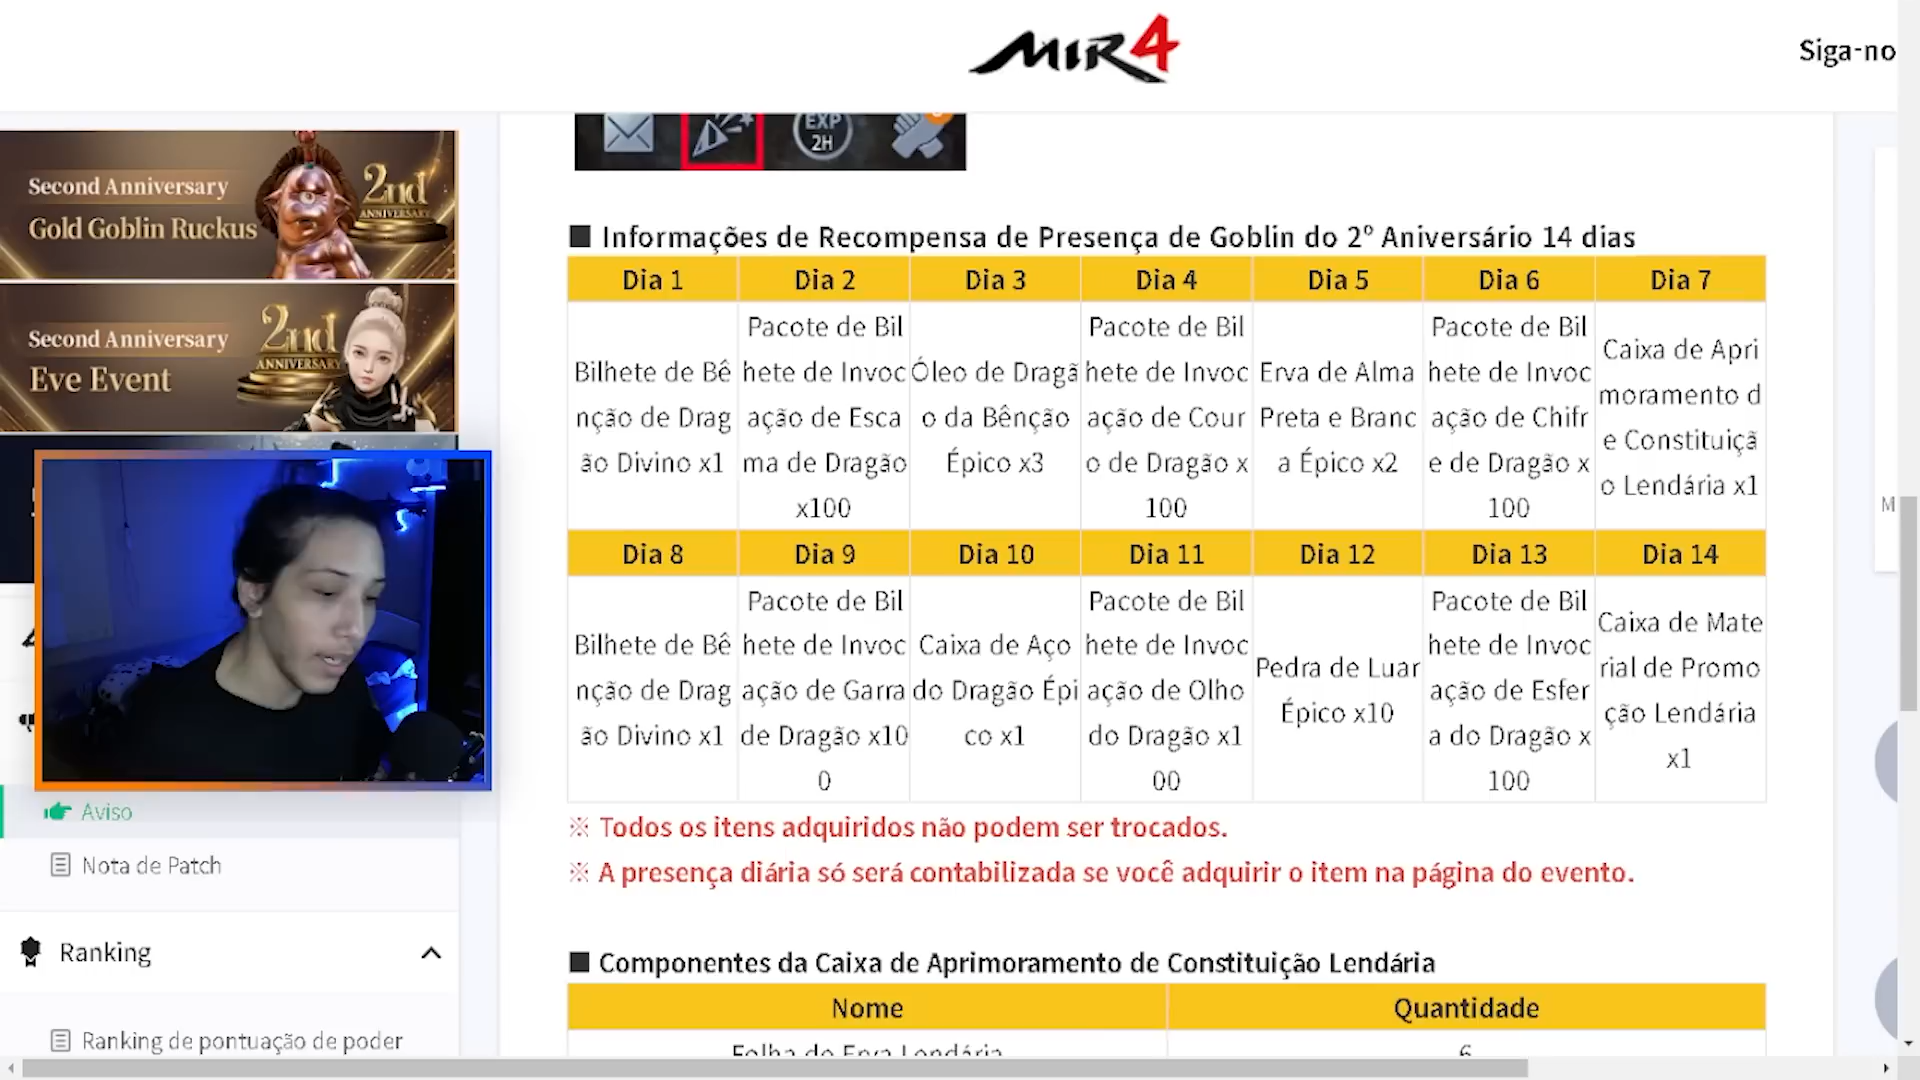 MIR4
Siga-no
EXP
2H
Second Anniversary
Gold Goblin Ruckus
2nd
ANNIVERSARY
Second Anniversary
Eve Event
2nd
ANNIVERSARY
■ Informações de Recompensa de Presença de Goblin do 2º Aniversário 14 dias
Dia 1 Dia 2 Dia 3 Dia 4 Dia 5 Dia 6 Dia 7
Bilhete de Bê
nção de Drag
ão Divino x1
Pacote de Bil
hete de Invoc
ação de Esca
ma de Dragão
x100
Óleo de Dragã
o da Bênção
Épico x3
Pacote de Bil
hete de Invoc
ação de Cour
o de Dragão x
100
Erva de Alma
Preta e Branc
a Épico x2
Pacote de Bil
hete de Invoc
ação de Chifr
e de Dragão x
100
Caixa de Apri
moramento d
e Constituiçã
o Lendária x1
Dia 8 Dia 9 Dia 10 Dia 11 Dia 12 Dia 13 Dia 14
Bilhete de Bê
nção de Drag
ão Divino x1
Pacote de Bil
hete de Invoc
ação de Garra
de Dragão x10
0
Caixa de Aço
do Dragão Épi
co x1
Pacote de Bil
hete de Invoc
ação de Olho
do Dragão x1
00
Pedra de Luar
Épico x10
Pacote de Bil
hete de Invoc
ação de Esfer
a do Dragão x
100
Caixa de Mate
rial de Promo
ção Lendária
x1
※ Todos os itens adquiridos não podem ser trocados.
※ A presença diária só será contabilizada se você adquirir o item na página do evento.
■ Componentes da Caixa de Aprimoramento de Constituição Lendária
Nome Quantidade
Folha de Erva Lendária 6
Aviso
Nota de Patch
Ranking
Ranking de pontuação de poder
M